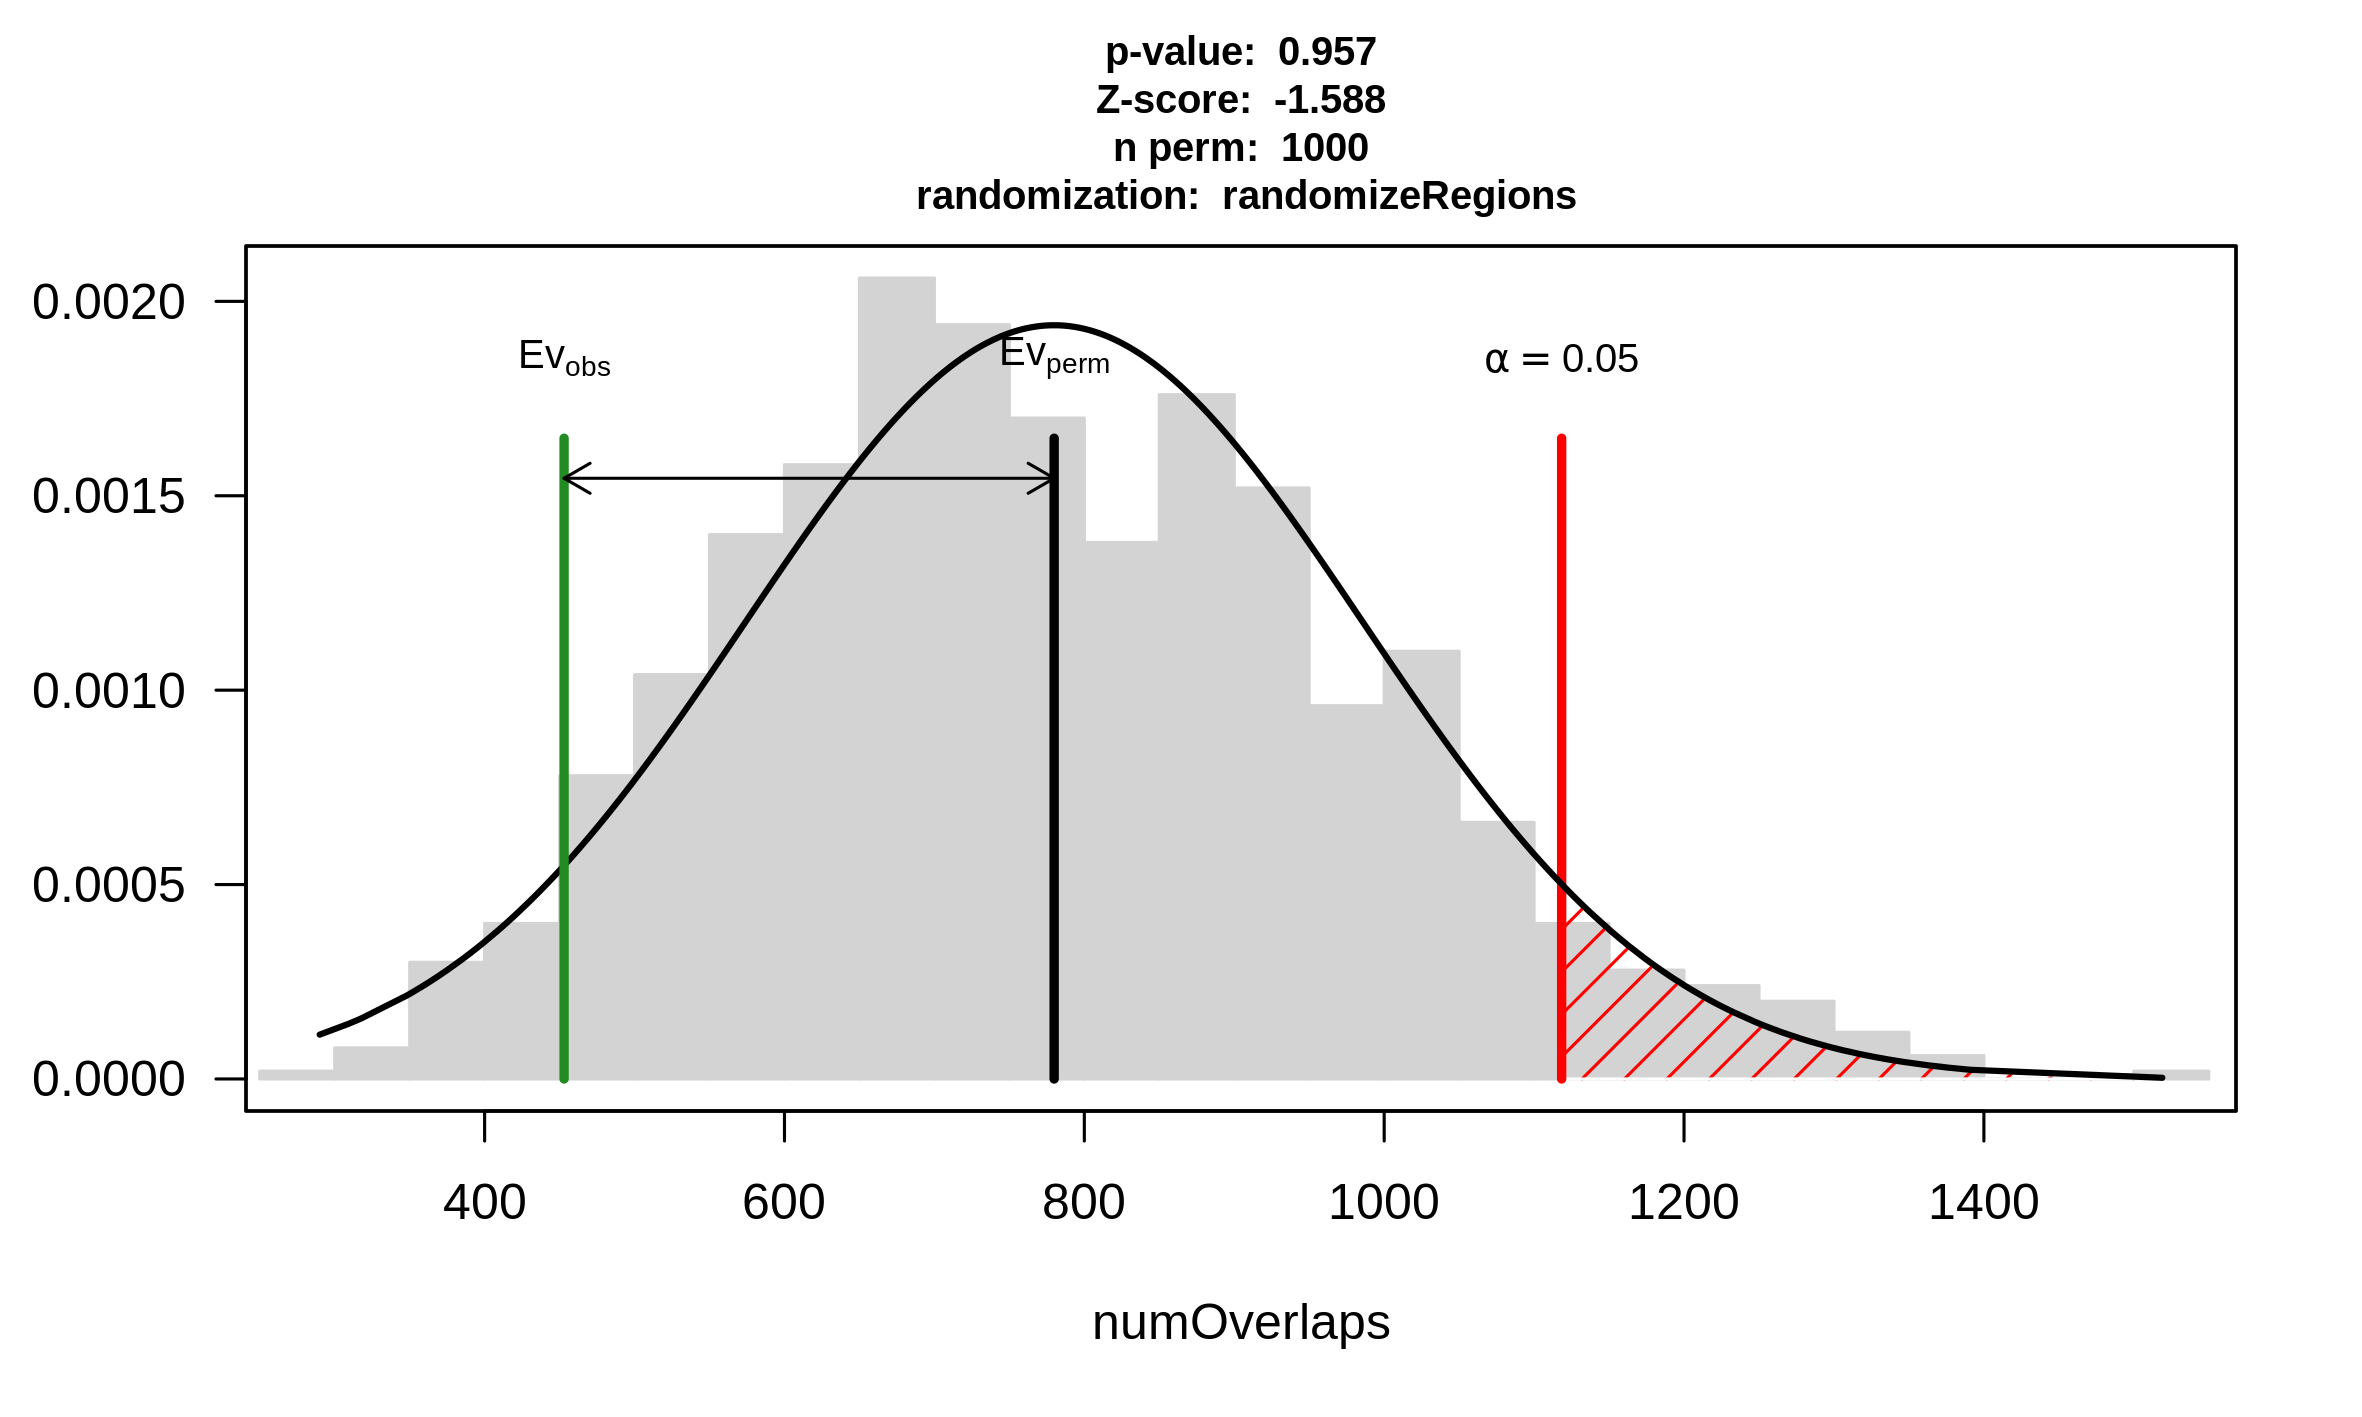 p-value: 0.957
Z-score: -1.588
n perm: 1000
randomization: randomizeRegions
0.0020
0.0015
0.0010
0.0005
0.0000
Evobs
Evperm
α = 0.05
400 600 800 1000 1200 1400
numOverlaps